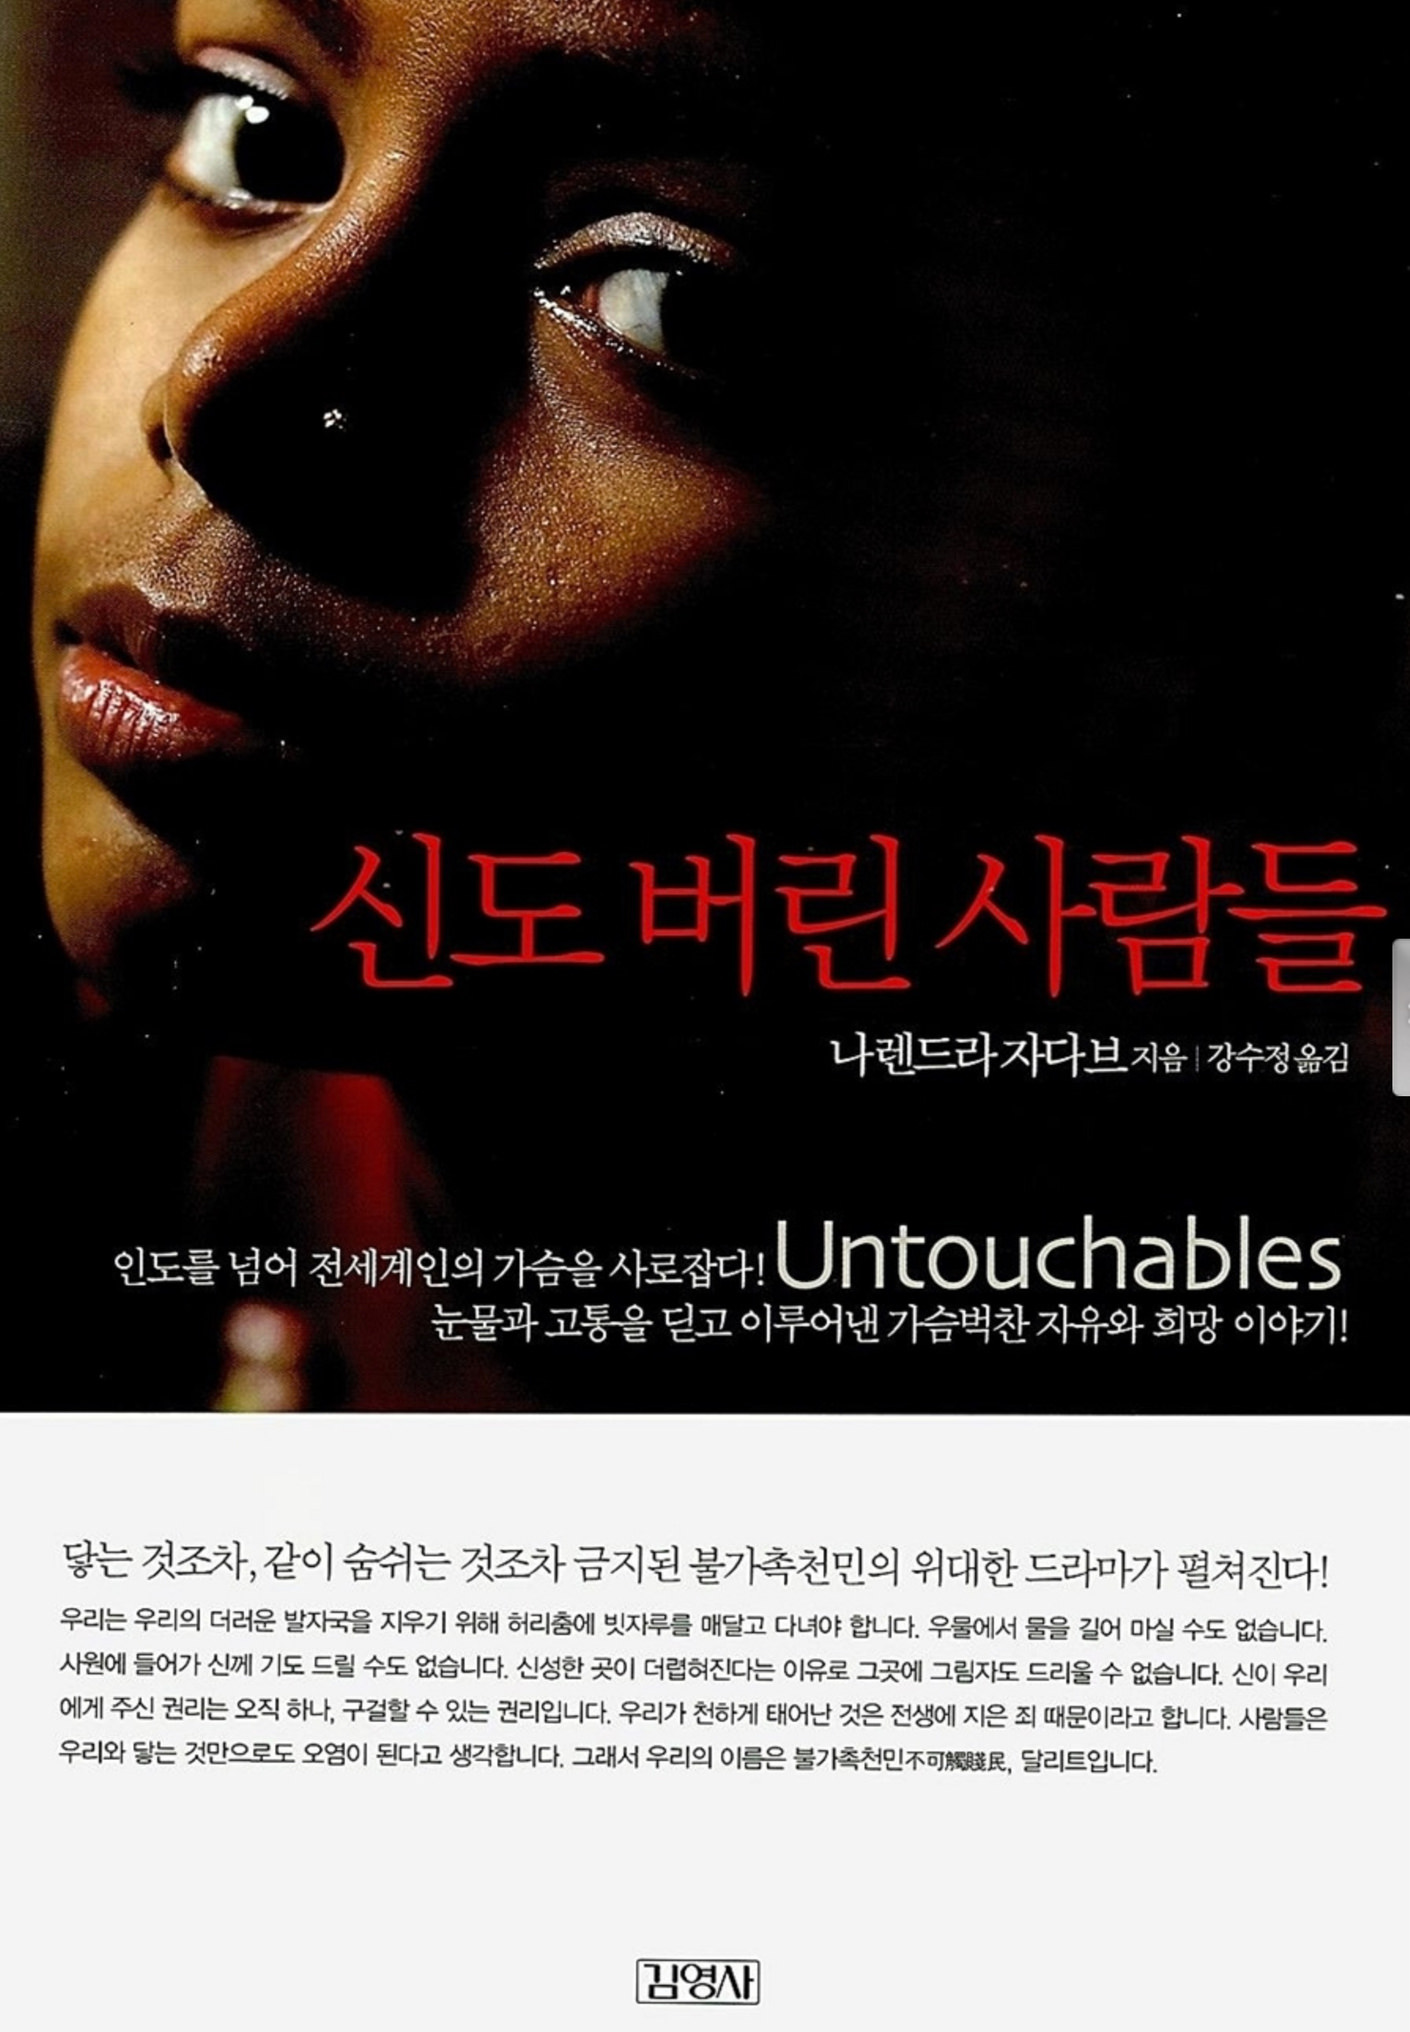 신도 버린 사람들
나렌드라 자다브 지음 | 강수정 옮김
인도를 넘어 전세계인의 가슴을 사로잡다! Untouchables
눈물과 고통을 딛고 이루어낸 가슴벅찬 자유와 희망 이야기!
닿는 것조차, 같이 숨쉬는 것조차 금지된 불가촉천민의 위대한 드라마가 펼쳐진다!
우리는 우리의 더러운 발자국을 지우기 위해 허리춤에 빗자루를 매달고 다녀야 합니다. 우물에서 물을 길어 마실 수도 없습니다.
사원에 들어가 신께 기도 드릴 수도 없습니다. 신성한 곳이 더렵혀진다는 이유로 그곳에 그림자도 드리울 수 없습니다. 신이 우리
에게 주신 권리는 오직 하나, 구걸할 수 있는 권리입니다. 우리가 천하게 태어난 것은 전생에 지은 죄 때문이라고 합니다. 사람들은
우리와 닿는 것만으로도 오염이 된다고 생각합니다. 그래서 우리의 이름은 불가촉천민不可觸賤民, 달리트입니다.
김영사